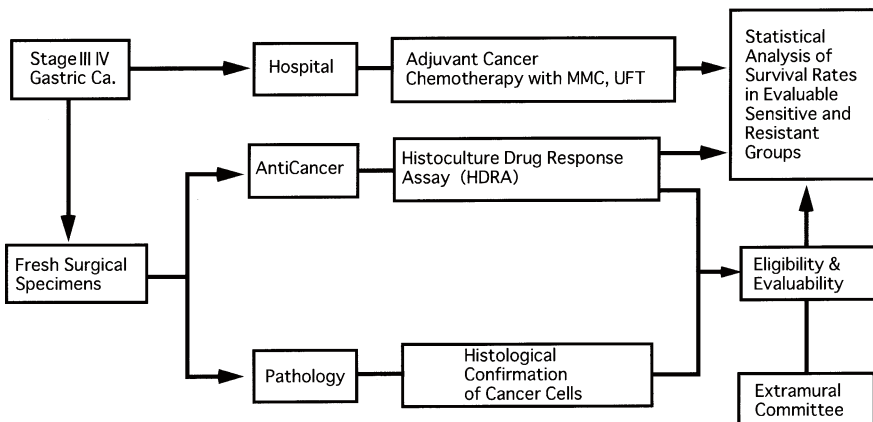 Stage III IV
Gastric Ca.
Hospital
Adjuvant Cancer
Chemotherapy with MMC, UFT
Statistical
Analysis of
Survival Rates
in Evaluable
Sensitive and
Resistant
Groups
AntiCancer
Histoculture Drug Response
Assay (HDRA)
Fresh Surgical
Specimens
Eligibility &
Evaluability
Pathology
Histological
Confirmation
of Cancer Cells
Extramural
Committee